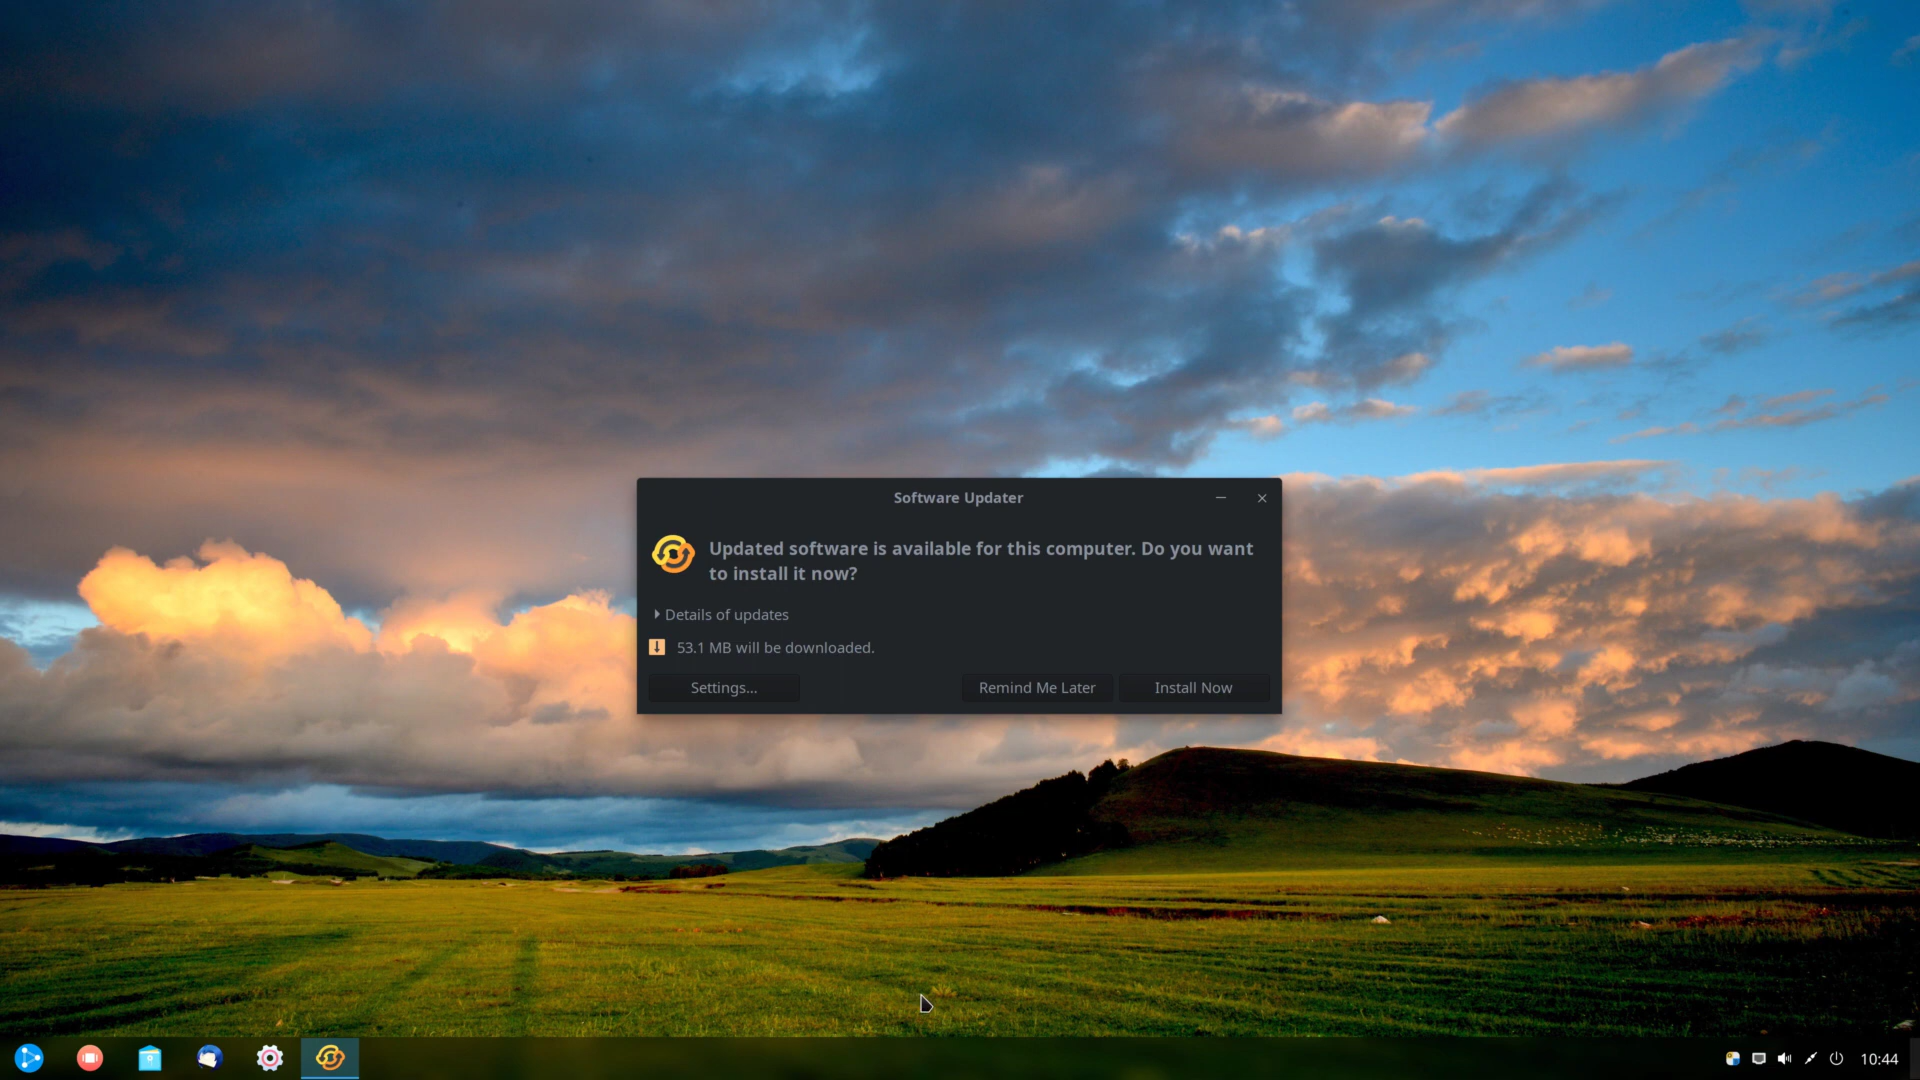 Software Updater
Updated software is available for this computer. Do you want
to install it now?
Details of updates
53.1 MB will be downloaded.
Settings...
Remind Me Later
Install Now
10:44